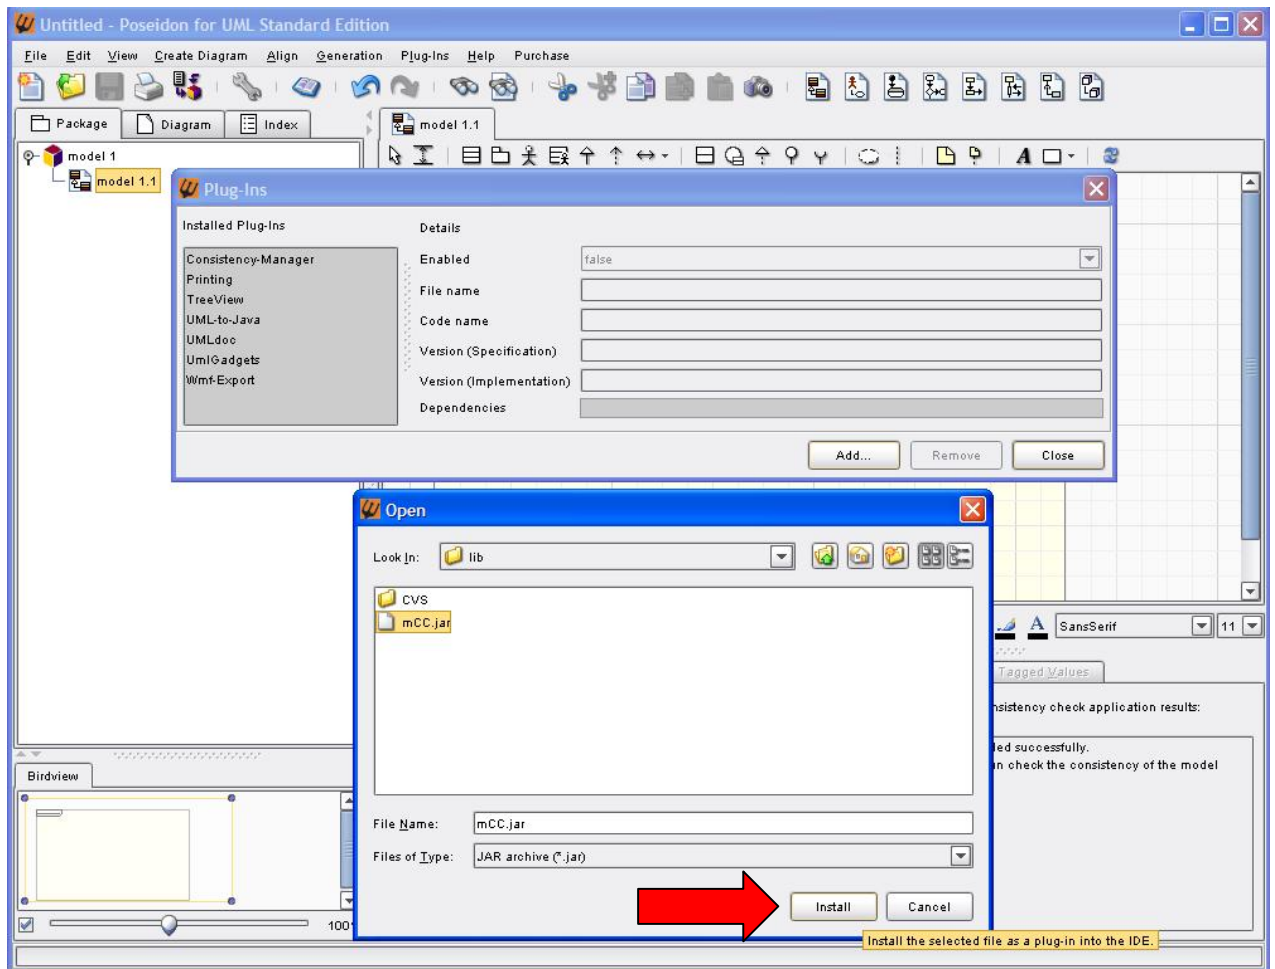 Untitled - Poseidon for UML Standard Edition
File Edit View Create Diagram Align Generation Plug-Ins Help Purchase
Package Diagram Index
model 1.1
model 1
model 1.1
Plug-Ins
Installed Plug-Ins
Details
Consistency-Manager
Printing
TreeView
UML-to-Java
UMLdoc
UmlGadgets
Wmf-Export
Enabled false
File name
Code name
Version (Specification)
Version (Implementation)
Dependencies
Add... Remove Close
Open
Look In: lib
CVS
mCC.jar
File Name: mCC.jar
Files of Type: JAR archive (*.jar)
Install Cancel
Install the selected file as a plug-in into the IDE.
A SansSerif 11
Tagged Values
nsistency check application results:
led successfully.
n check the consistency of the model
Birdview
100